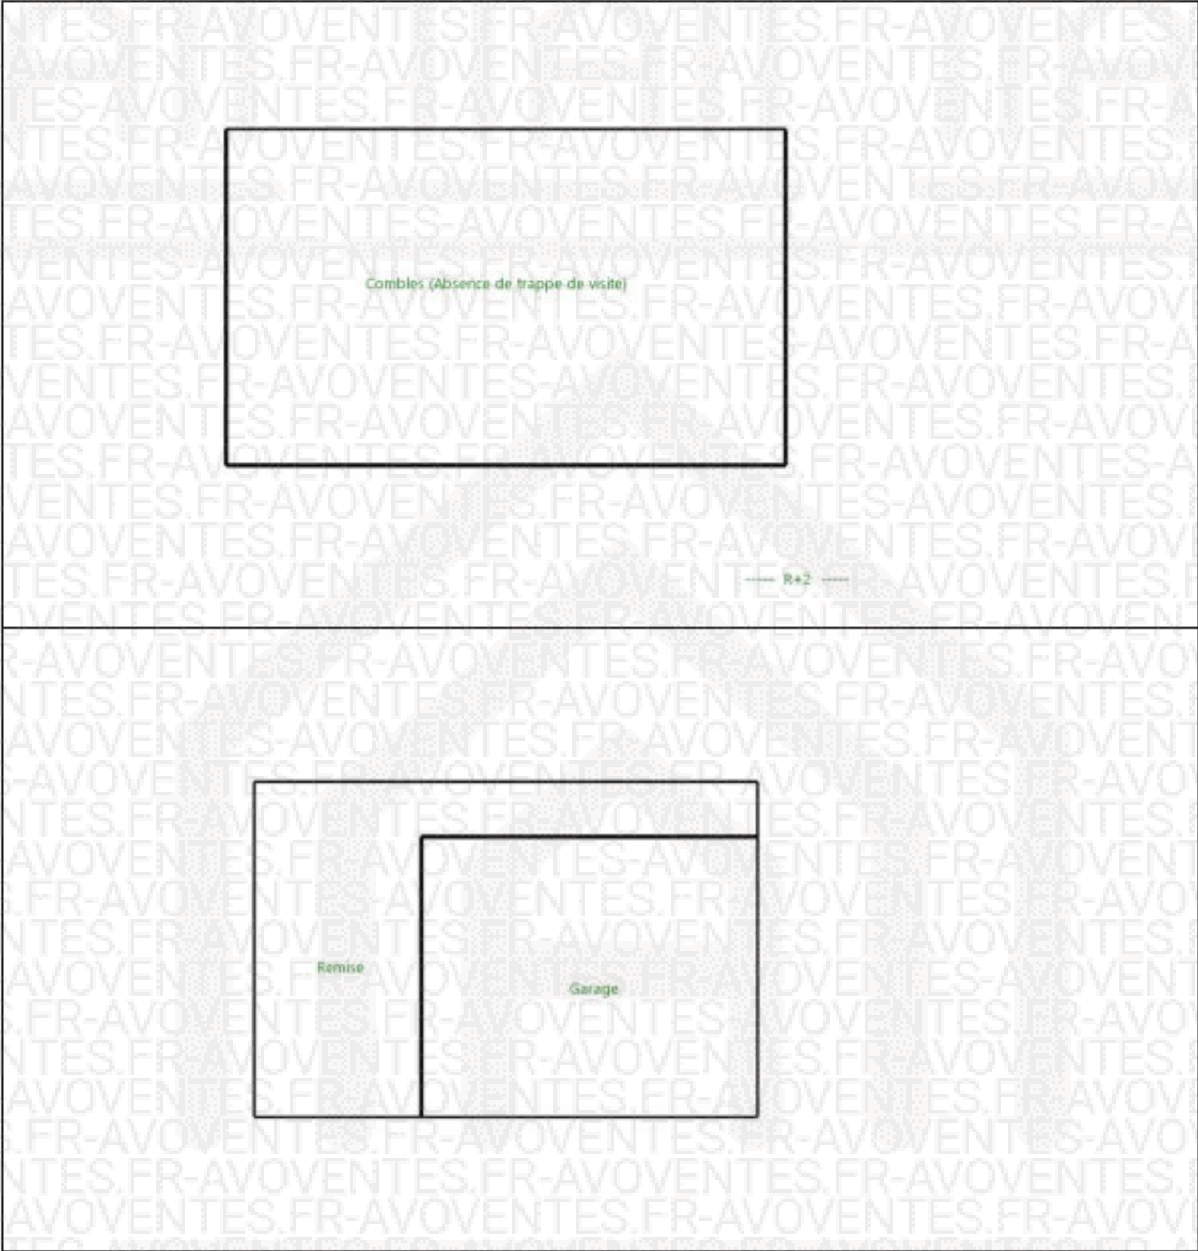 Combles (Absence de trappe de visite)
----- R+2 -----
Remise
Garage